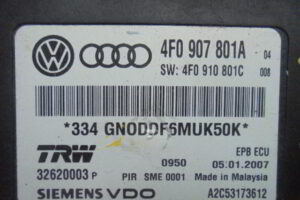 4F0 907 801A 04
SW: 4F0 910 801C 008
*334 GNODDF6MUK50K*
TRW EPB ECU
0950 05.01.2007
32620003 P PIR SME 0001 Made in Malaysia
SIEMENS VDO A2C53173612